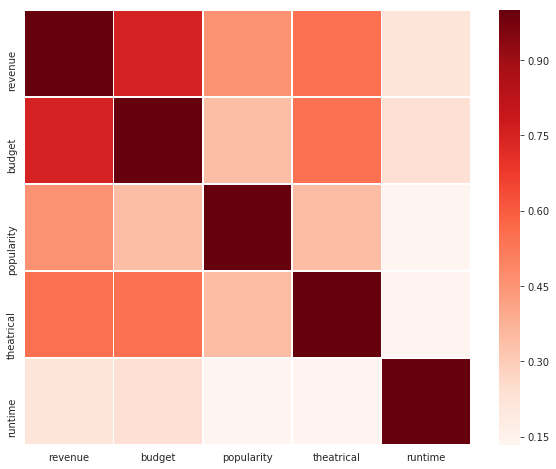 revenue
budget
popularity
theatrical
runtime
revenue budget popularity theatrical runtime
0.90
0.75
0.60
0.45
0.30
0.15